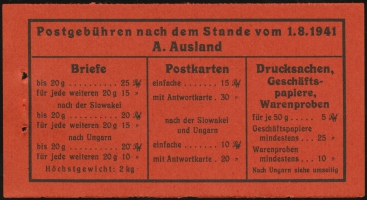 Postgebühren nach dem Stande vom 1.8.1941
A. Ausland
Briefe
bis 20 g .......... 25 ₰
für jede weiteren 20 g 15 "
nach der Slowakei
bis 20 g .......... 20 ₰
für jede weiteren 20 g 15 "
nach Ungarn
bis 20 g .......... 20 ₰
für jede weiteren 20 g 10 "
Höchstgewicht: 2 kg
Postkarten
einfache ....... 15 ₰
mit Antwortkarte . 30 "
nach der Slowakei
und Ungarn
einfache ....... 10 ₰
mit Antwortkarte . 20 "
Drucksachen,
Geschäfts-
papiere,
Warenproben
für je 50 g .... 5 ₰
Geschäftspapiere
mindestens ... 25 "
Warenproben
mindestens ... 10 "
Nach Ungarn siehe umseitig